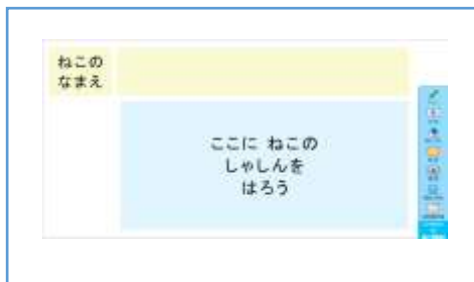 ねこの
なまえ
ここに ねこの
しゃしんを
はろう